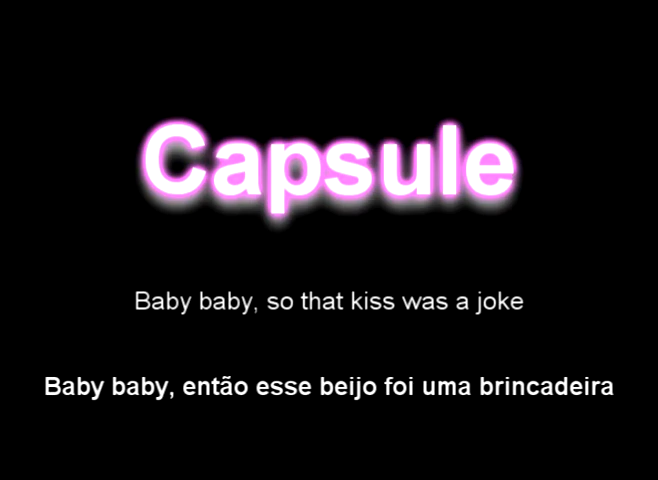 Capsule
Baby baby, so that kiss was a joke
Baby baby, então esse beijo foi uma brincadeira